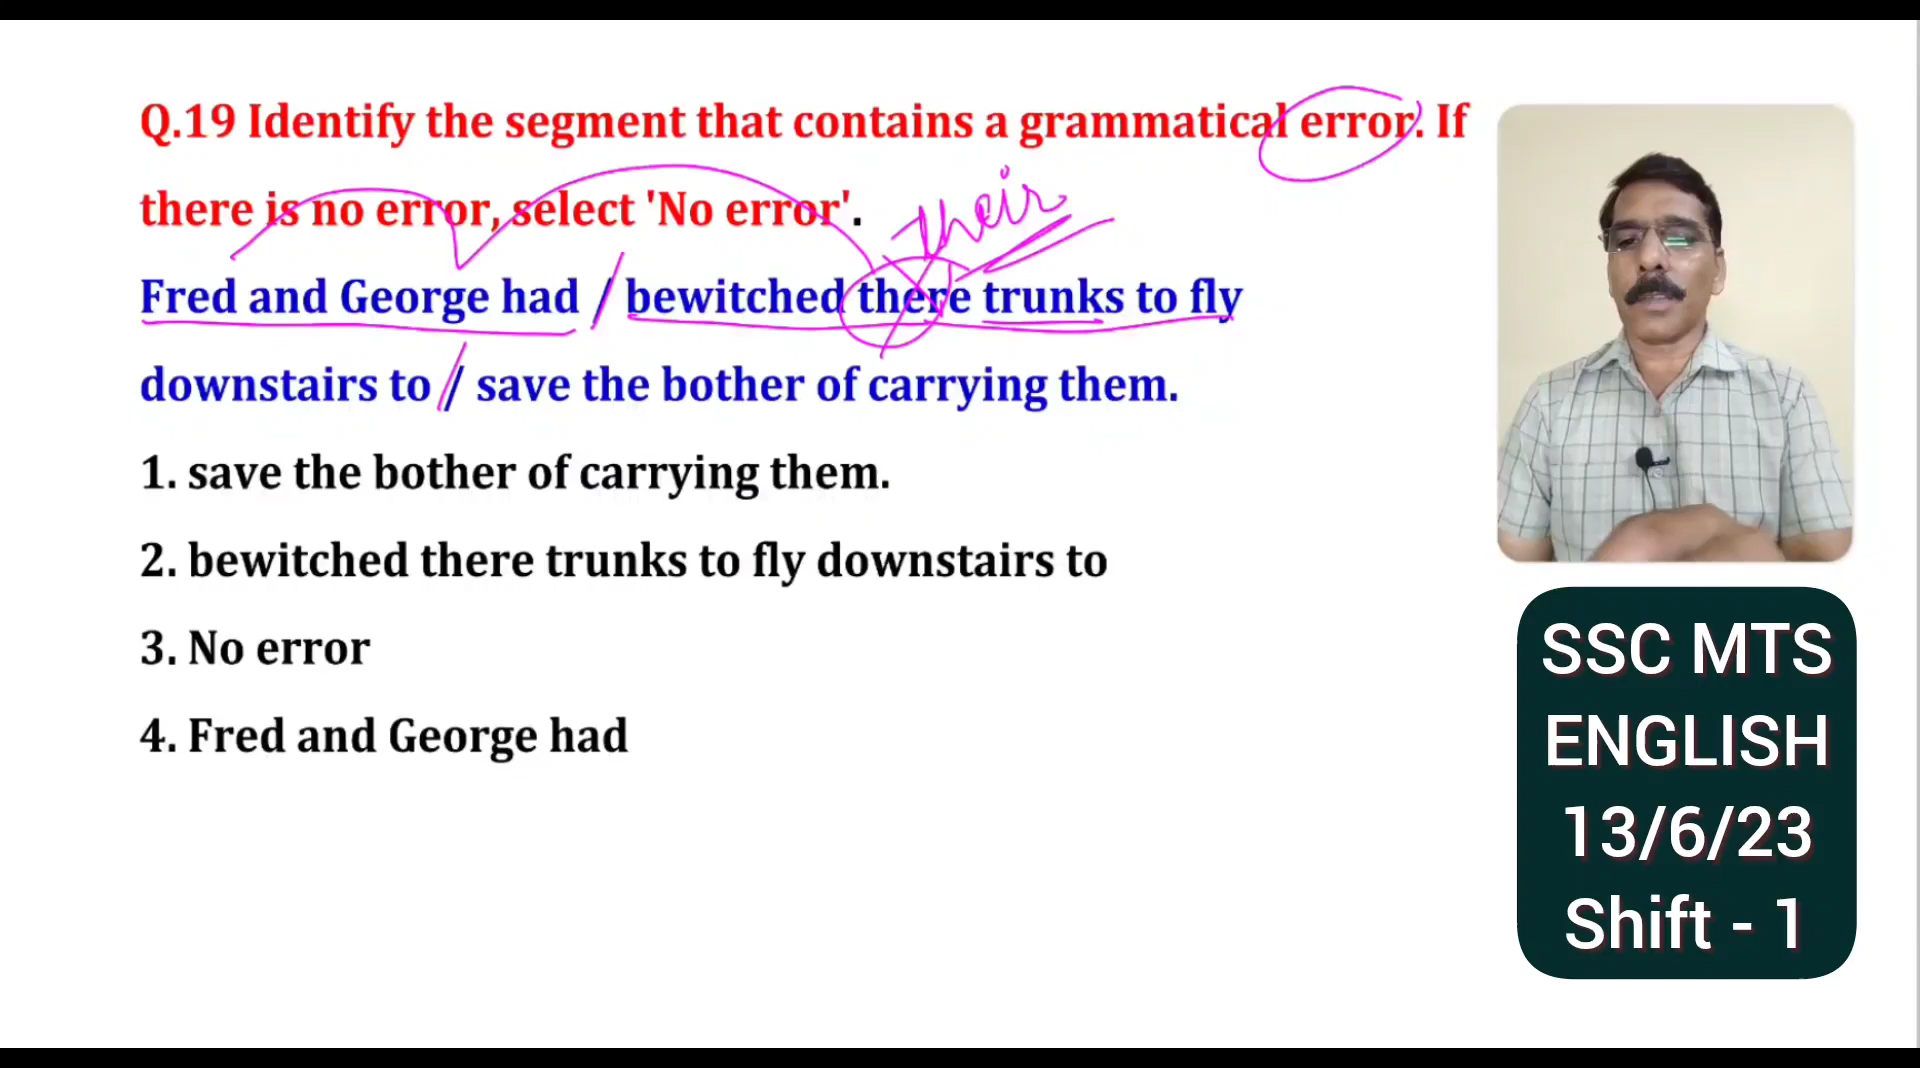 Q.19 Identify the segment that contains a grammatical error. If
there is no error, select 'No error'.
their
Fred and George had / bewitched there trunks to fly
downstairs to / save the bother of carrying them.
1. save the bother of carrying them.
2. bewitched there trunks to fly downstairs to
3. No error
4. Fred and George had
SSC MTS
ENGLISH
13/6/23
Shift - 1